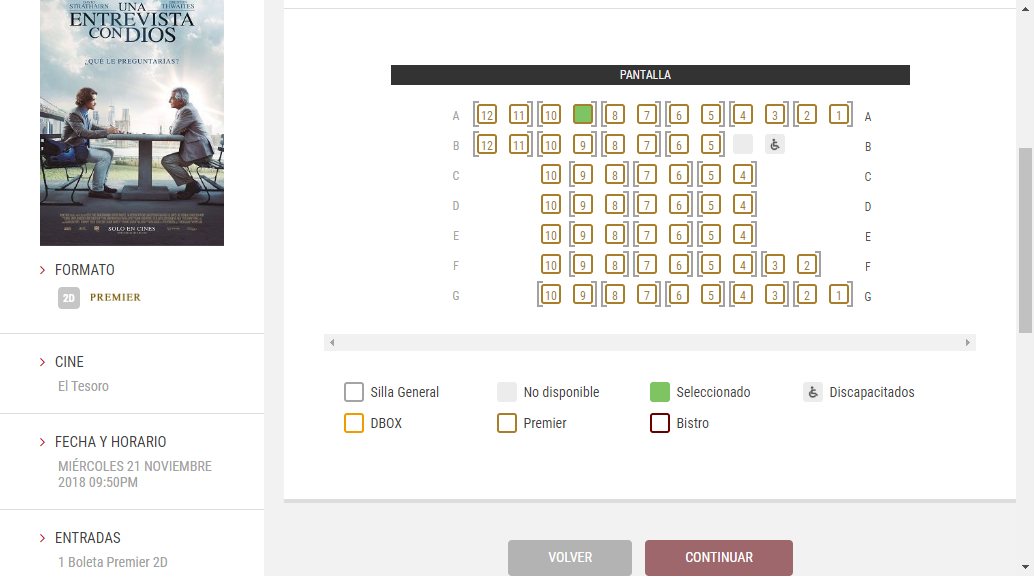 STRATHAIRN
THWAITES
UNA
ENTREVISTA
CON DIOS
¿QUÉ LE PREGUNTARÍAS?
SOLO EN CINES
FORMATO
2D PREMIER
CINE
El Tesoro
FECHA Y HORARIO
MIÉRCOLES 21 NOVIEMBRE
2018 09:50PM
ENTRADAS
1 Boleta Premier 2D
PANTALLA
A 12 11 10 8 7 6 5 4 3 2 1 A
B 12 11 10 9 8 7 6 5 B
C 10 9 8 7 6 5 4 C
D 10 9 8 7 6 5 4 D
E 10 9 8 7 6 5 4 E
F 10 9 8 7 6 5 4 3 2 F
G 10 9 8 7 6 5 4 3 2 1 G
Silla General No disponible Seleccionado Discapacitados
DBOX Premier Bistro
VOLVER CONTINUAR